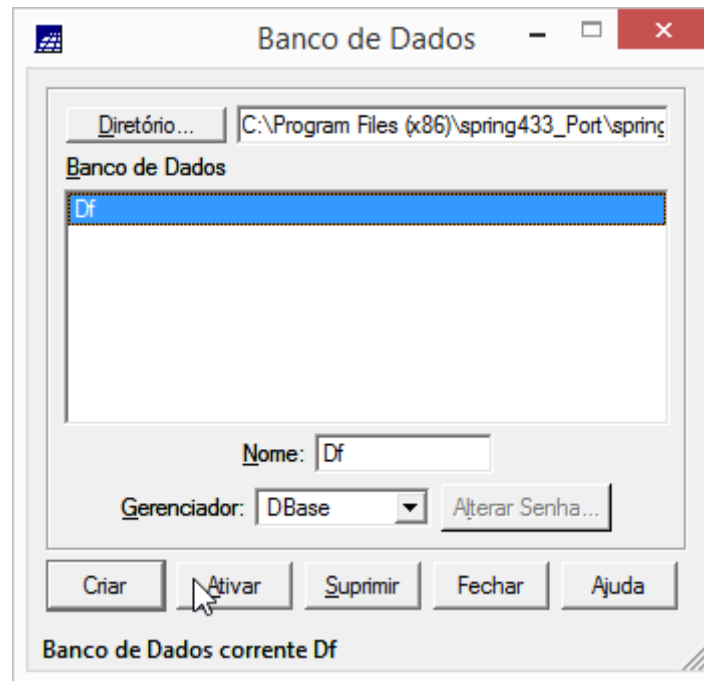 Banco de Dados
Diretório... C:\Program Files (x86)\spring433_Port\spring
Banco de Dados
Df
Nome: Df
Gerenciador: DBase Alterar Senha...
Criar Ativar Suprimir Fechar Ajuda
Banco de Dados corrente Df